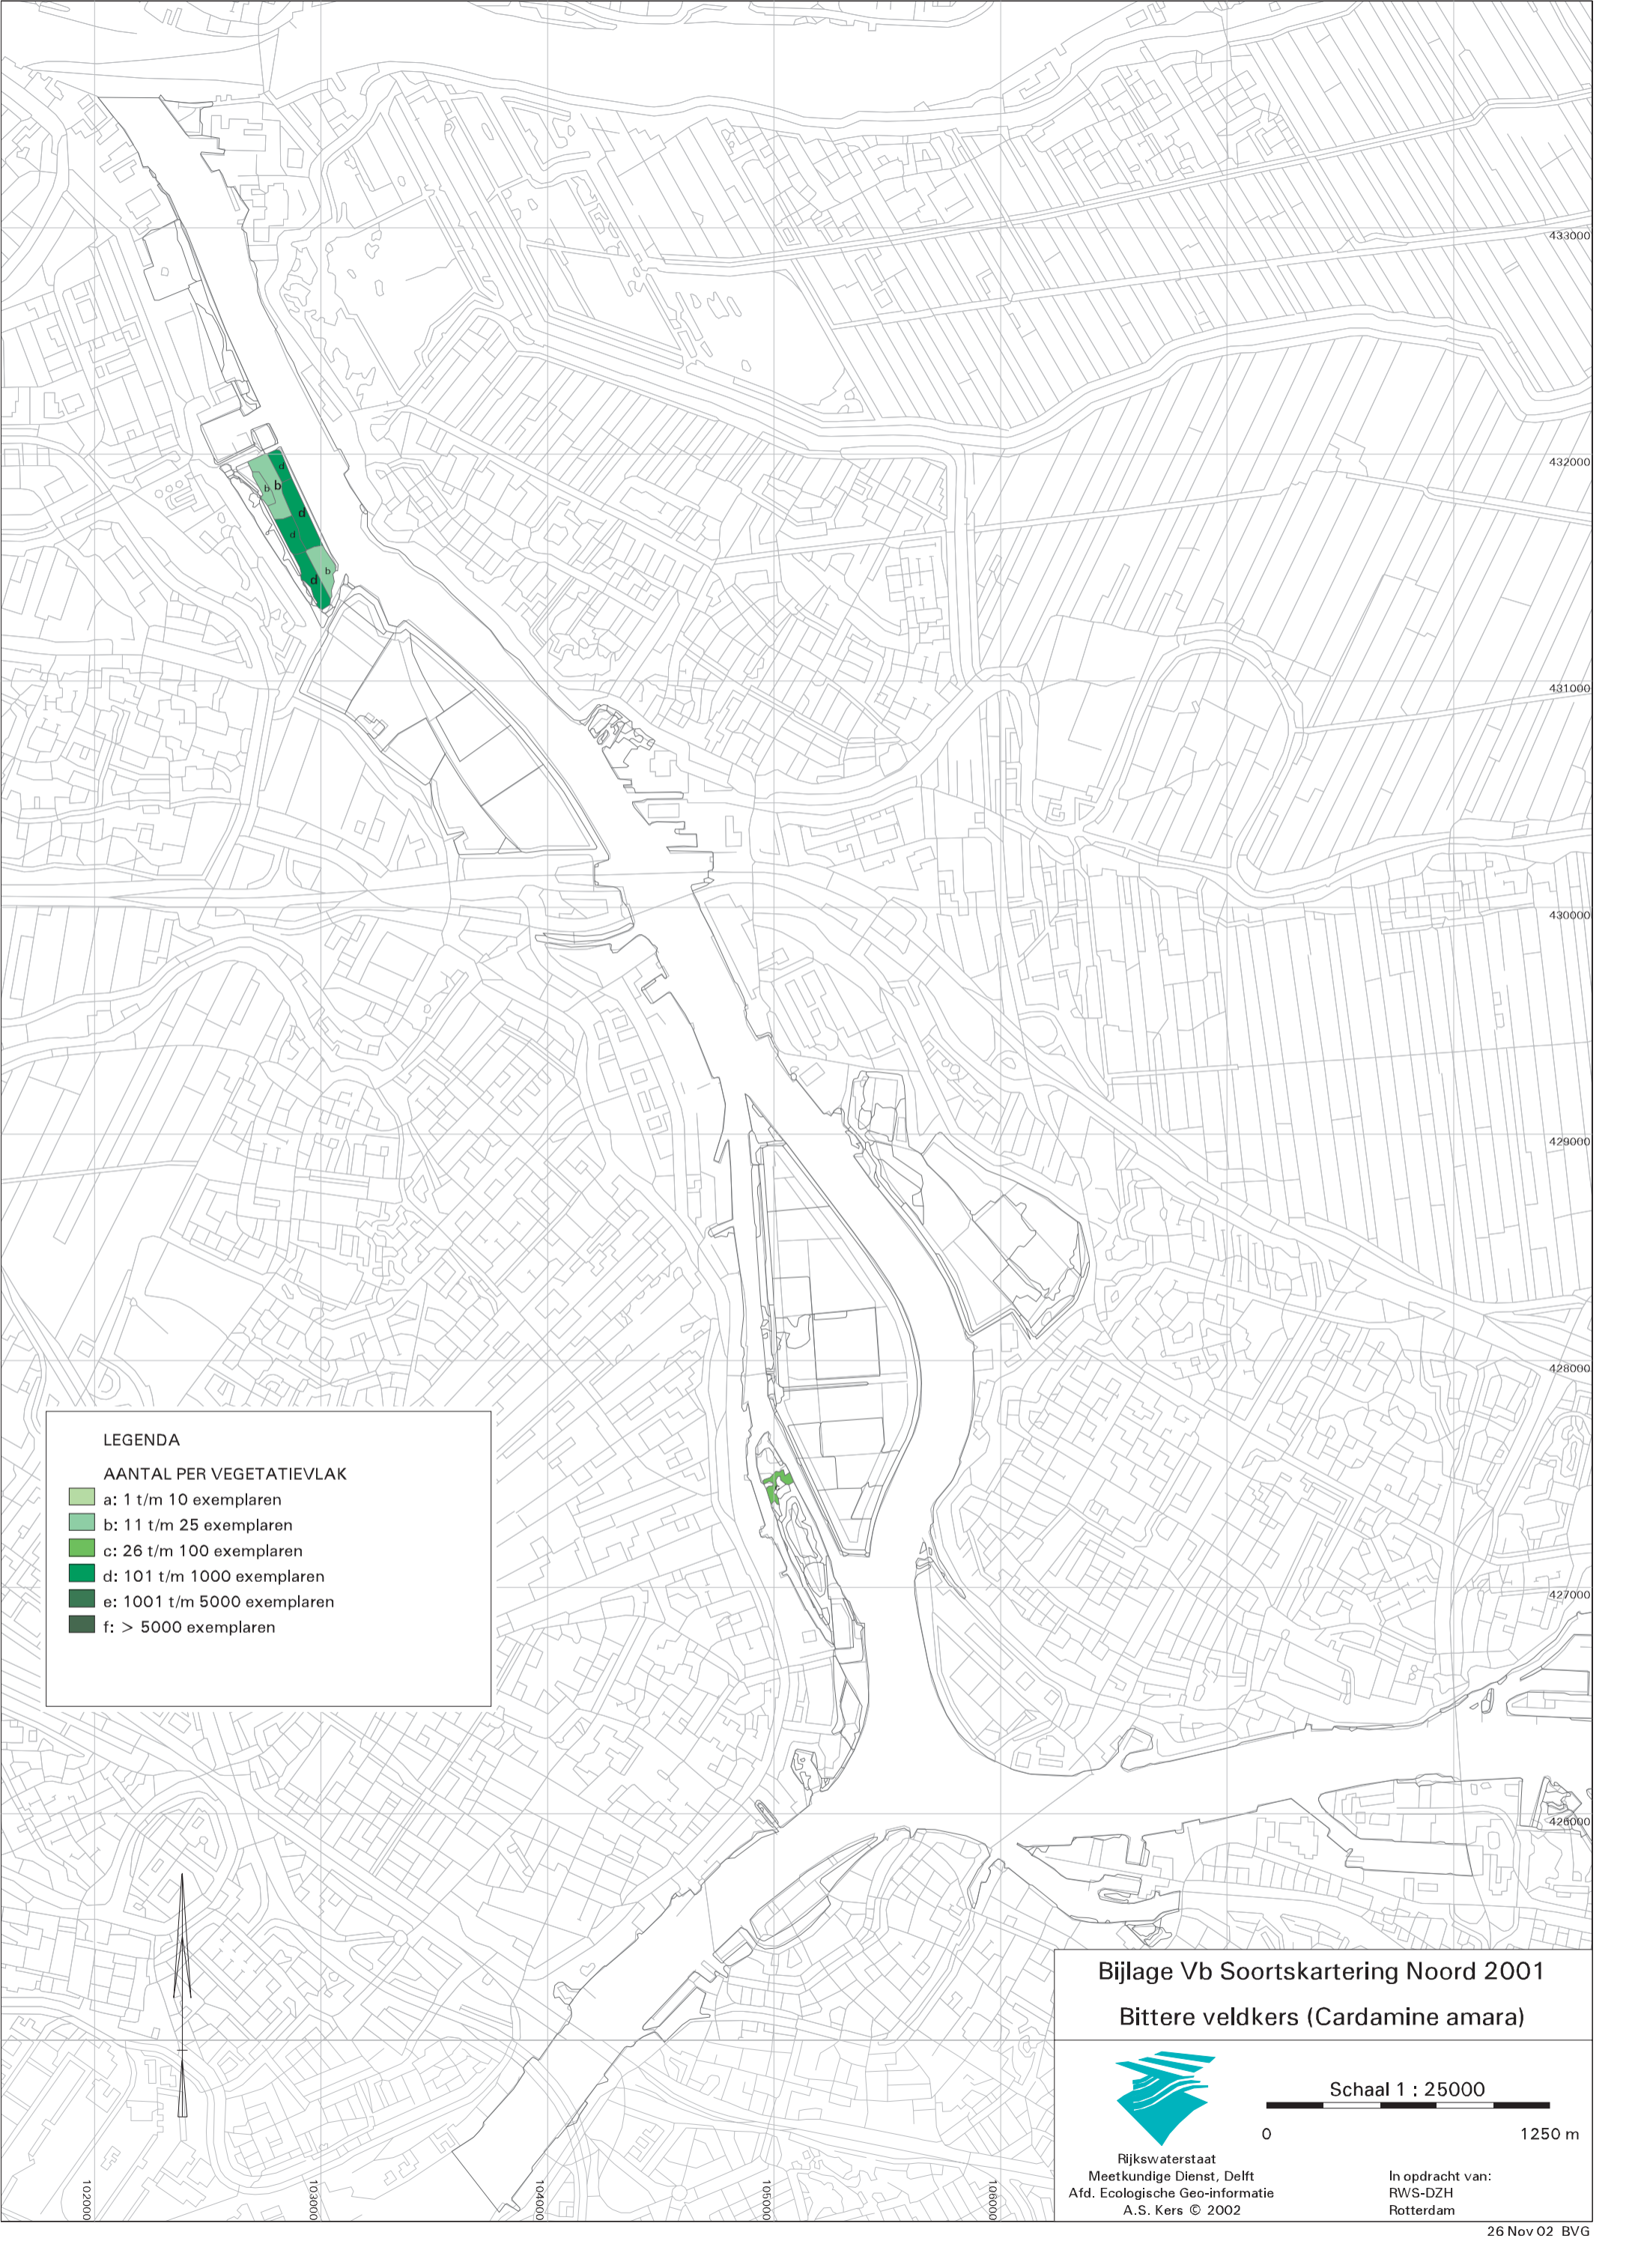 433000
432000
d
b
b
d
d
b
d
431000
430000
429000
428000
c
427000
426000
LEGENDA
AANTAL PER VEGETATIEVLAK
a: 1 t/m 10 exemplaren
b: 11 t/m 25 exemplaren
c: 26 t/m 100 exemplaren
d: 101 t/m 1000 exemplaren
e: 1001 t/m 5000 exemplaren
f: > 5000 exemplaren
102000
103000
104000
105000
106000
Bijlage Vb Soortskartering Noord 2001
Bittere veldkers (Cardamine amara)
Schaal 1 : 25000
0 1250 m
Rijkswaterstaat
Meetkundige Dienst, Delft
Afd. Ecologische Geo-informatie
A.S. Kers © 2002
In opdracht van:
RWS-DZH
Rotterdam
26 Nov 02 BVG